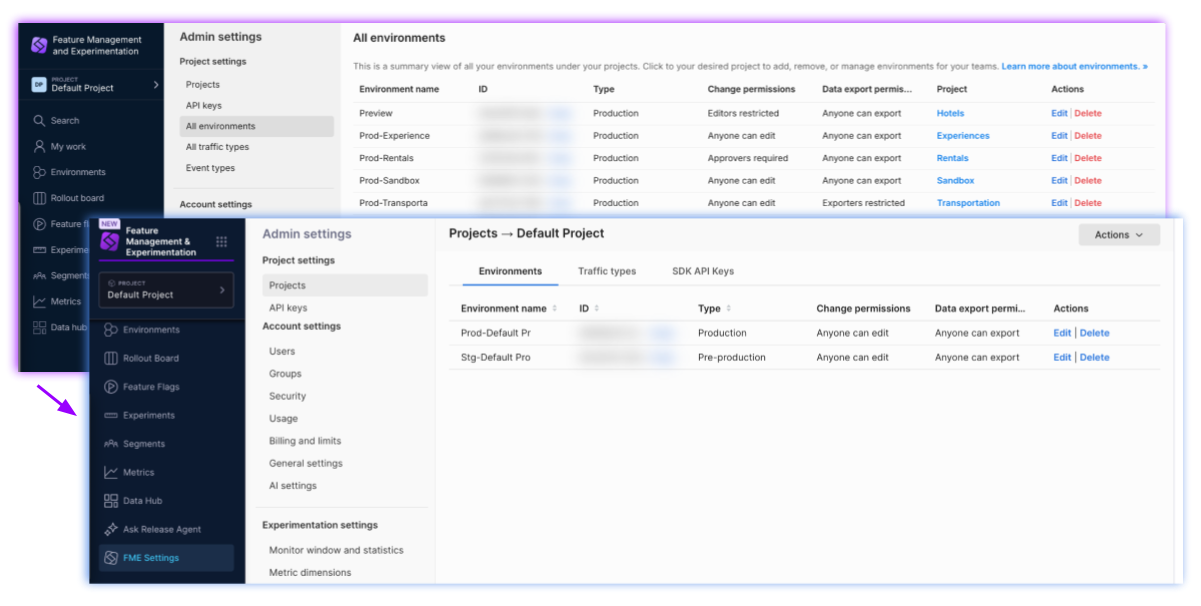 Feature Management
and Experimentation
DP
PROJECT
Default Project
Search
My work
Environments
Rollout board
Feature fl
Experime
Segment
Metrics
Data hub
Admin settings
Project settings
Projects
API keys
All environments
All traffic types
Event types
Account settings
All environments
This is a summary view of all your environments under your projects. Click to your desired project to add, remove, or manage environments for your teams. Learn more about environments. »
Environment name ID Type Change permissions Data export permis... Project Actions
Preview Production Editors restricted Anyone can export Hotels Edit | Delete
Prod-Experience Production Anyone can edit Anyone can export Experiences Edit | Delete
Prod-Rentals Production Approvers required Anyone can export Rentals Edit | Delete
Prod-Sandbox Production Anyone can edit Anyone can export Sandbox Edit | Delete
Prod-Transporta Production Anyone can edit Exporters restricted Transportation Edit | Delete
NEW
Feature
Management &
Experimentation
PROJECT
Default Project
Environments
Rollout Board
Feature Flags
Experiments
Segments
Metrics
Data Hub
Ask Release Agent
FME Settings
Admin settings
Project settings
Projects
API keys
Account settings
Users
Groups
Security
Usage
Billing and limits
General settings
AI settings
Experimentation settings
Monitor window and statistics
Metric dimensions
Projects → Default Project
Actions
Environments Traffic types SDK API Keys
Environment name ID Type Change permissions Data export permi... Actions
Prod-Default Pr Production Anyone can edit Anyone can export Edit | Delete
Stg-Default Pro Pre-production Anyone can edit Anyone can export Edit | Delete